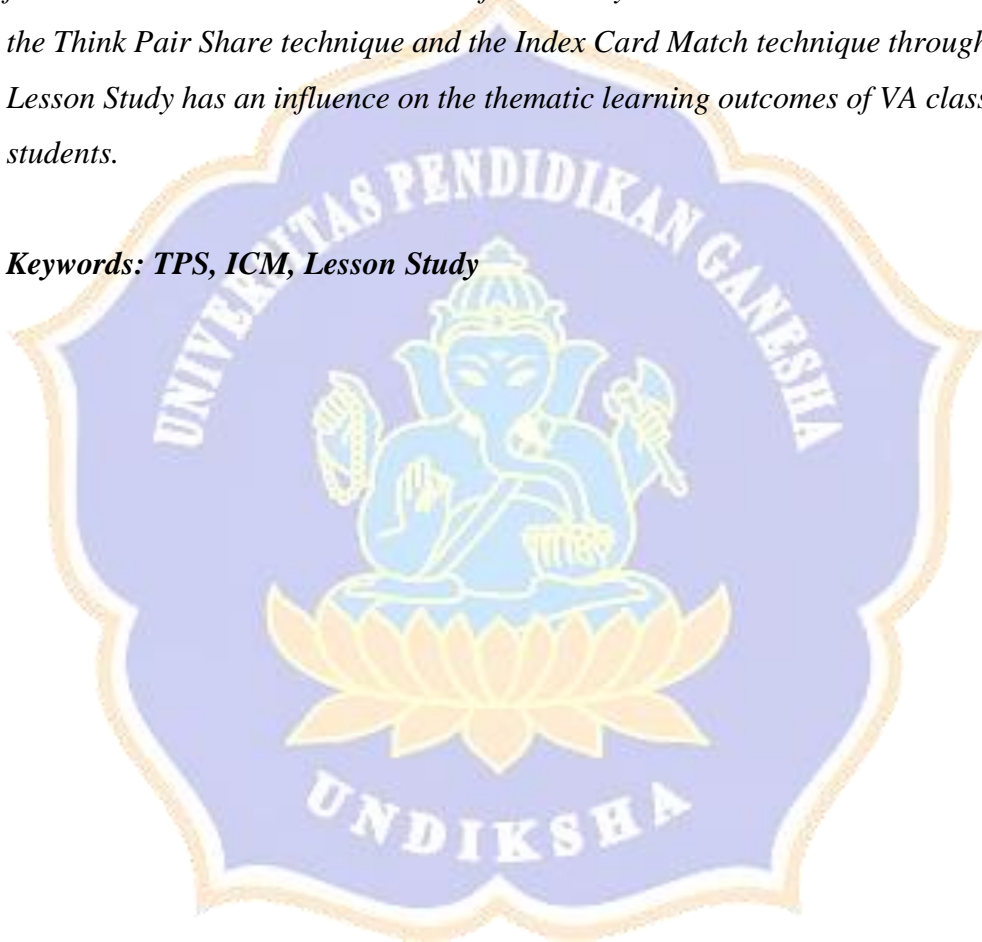 the Think Pair Share technique and the Index Card Match technique through
Lesson Study has an influence on the thematic learning outcomes of VA class
students.
UNIVERSITAS PENDIDIKAN GANESHA
Keywords: TPS, ICM, Lesson Study
UNDIKSHA